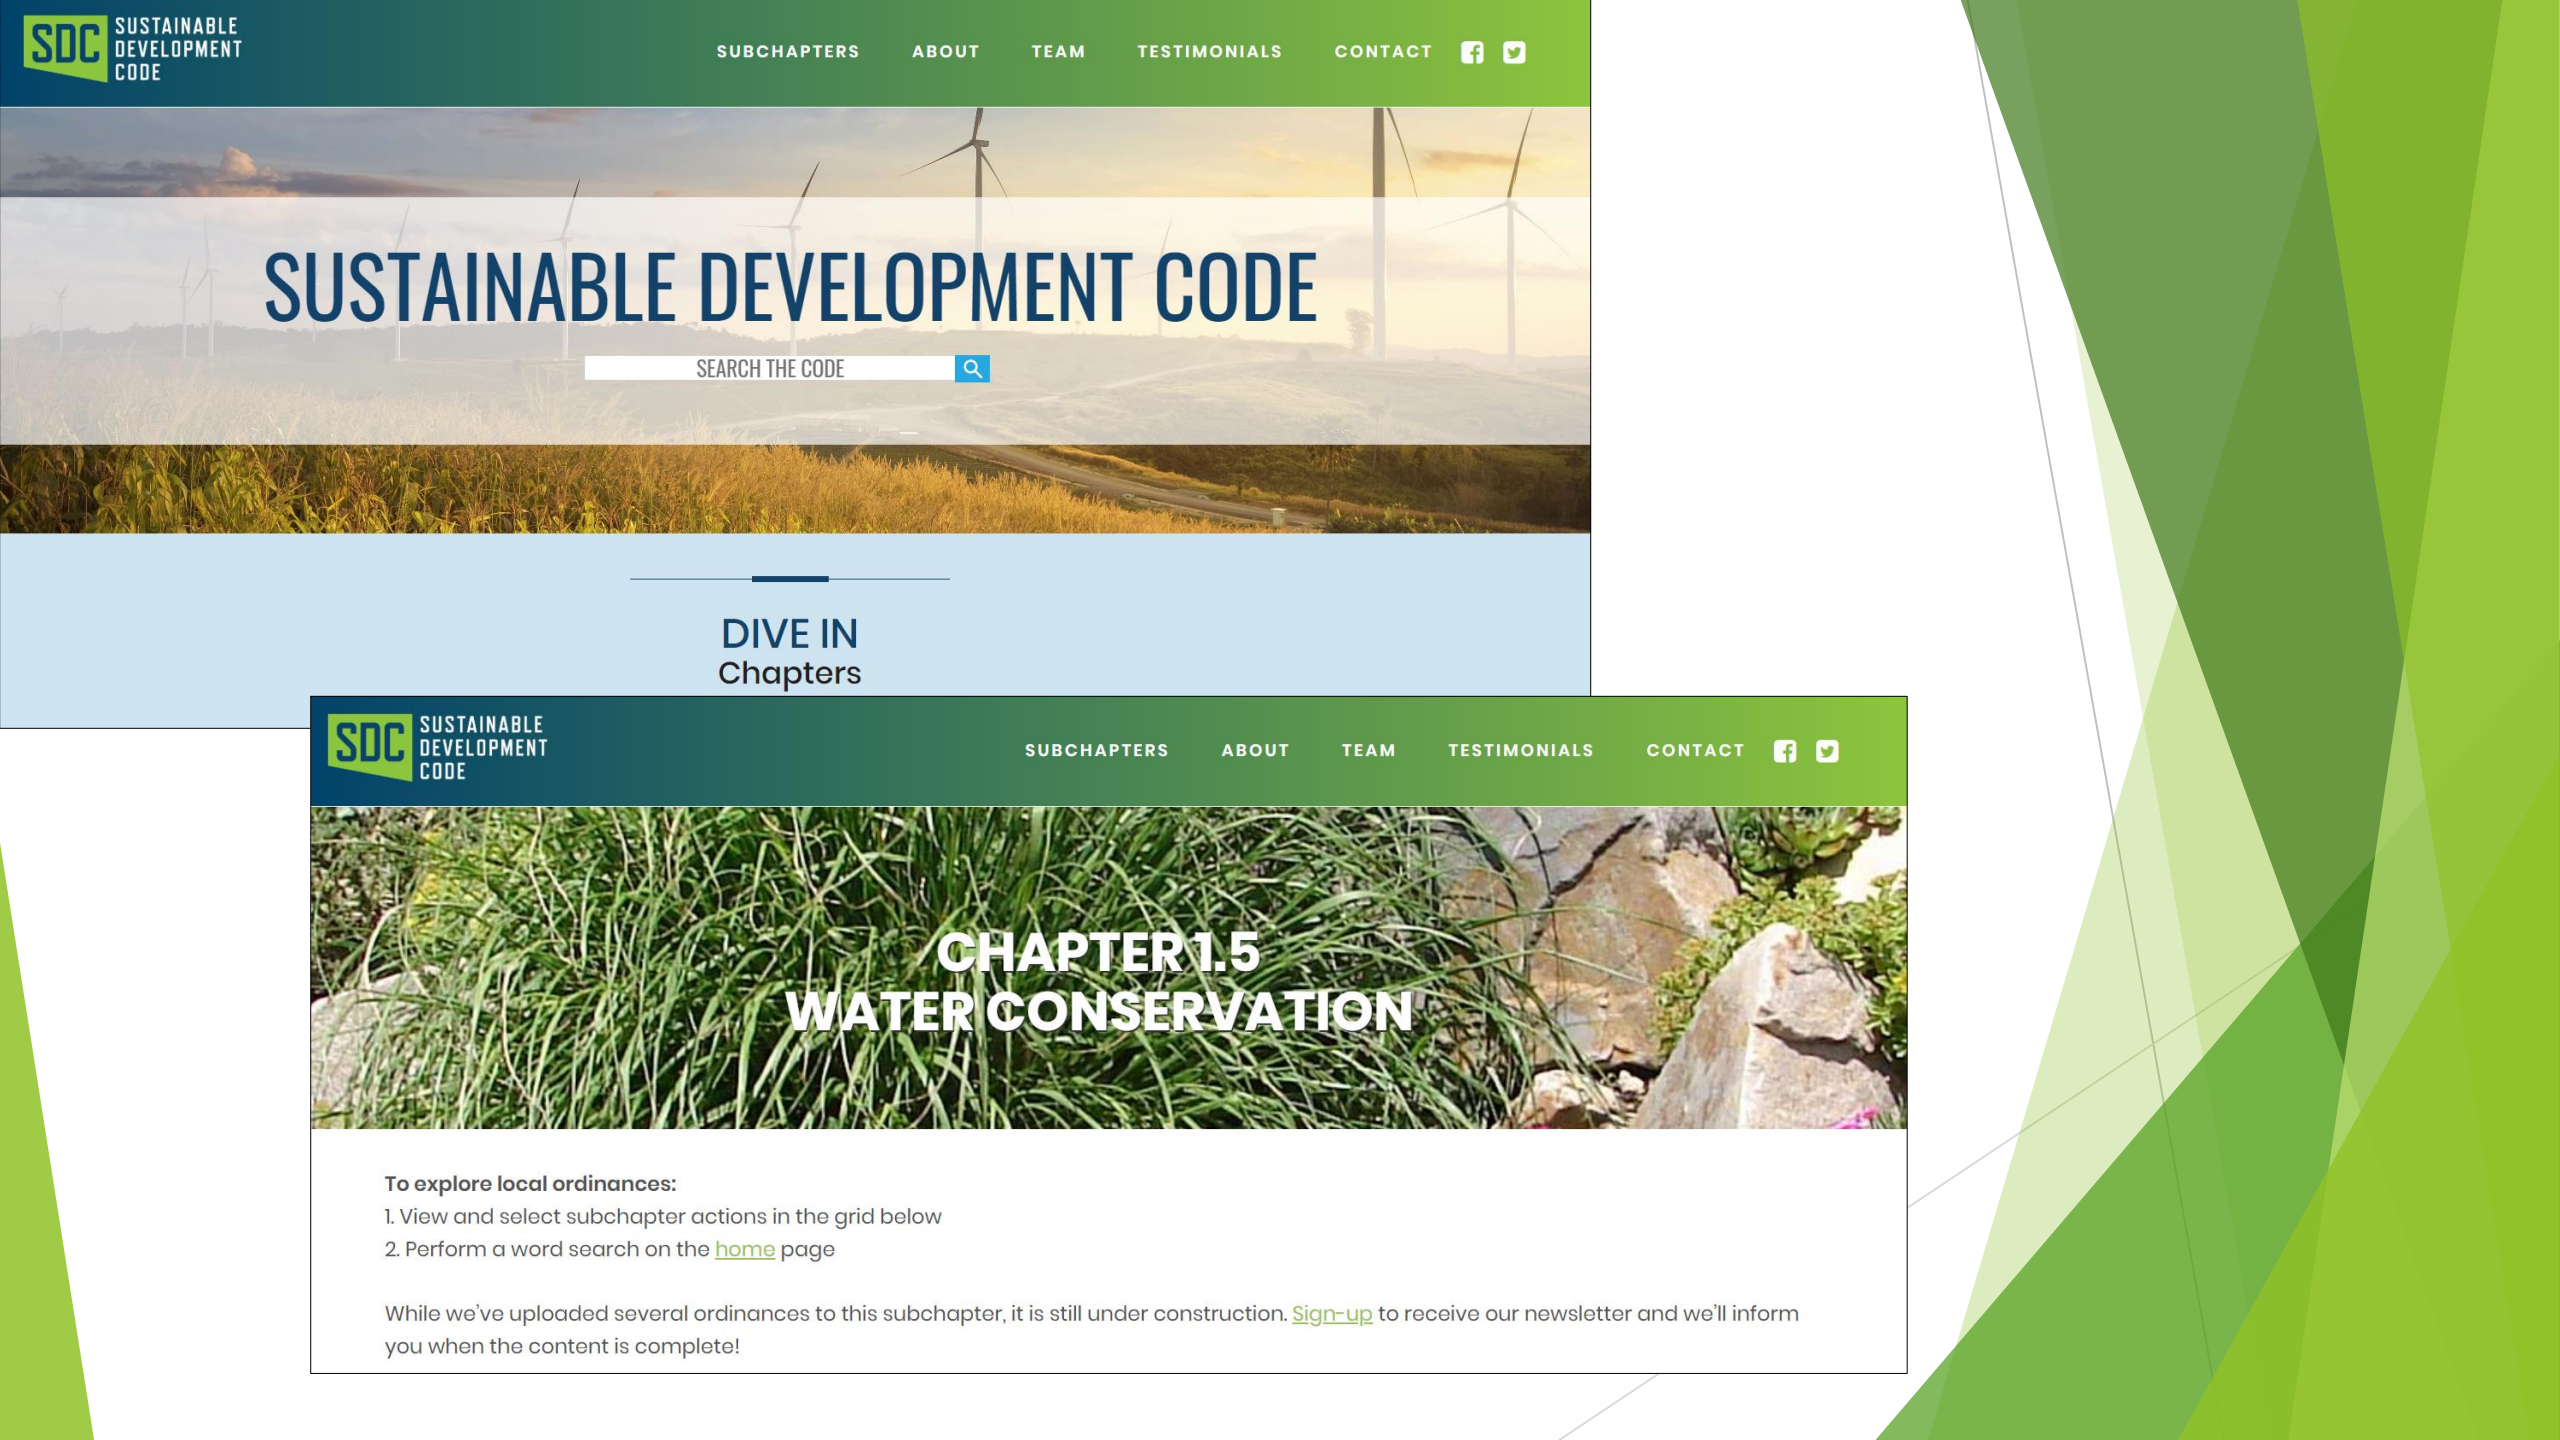 SDC SUSTAINABLE
DEVELOPMENT
CODE
SUBCHAPTERS ABOUT TEAM TESTIMONIALS CONTACT
SUSTAINABLE DEVELOPMENT CODE
SEARCH THE CODE
DIVE IN
Chapters
SDC SUSTAINABLE
DEVELOPMENT
CODE
SUBCHAPTERS ABOUT TEAM TESTIMONIALS CONTACT
CHAPTER 1.5
WATER CONSERVATION
To explore local ordinances:
1. View and select subchapter actions in the grid below
2. Perform a word search on the home page
While we've uploaded several ordinances to this subchapter, it is still under construction. Sign-up to receive our newsletter and we'll inform
you when the content is complete!